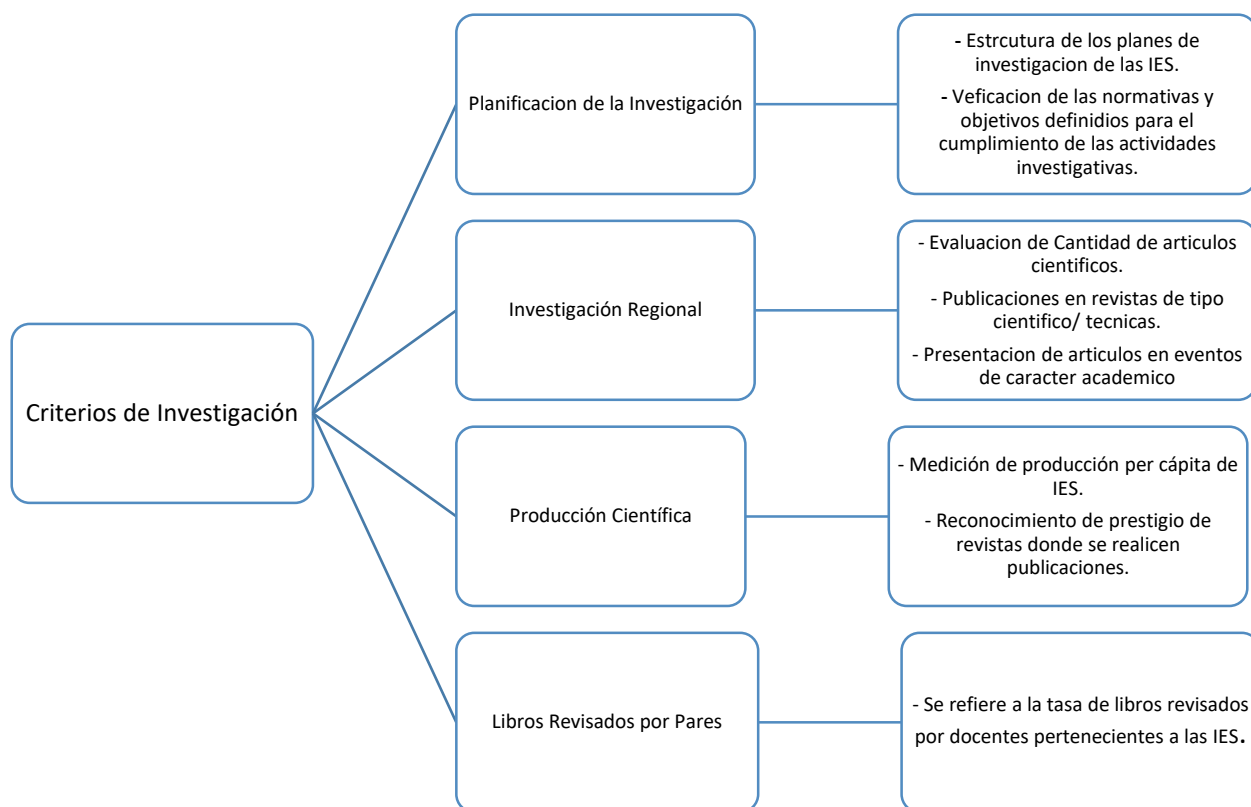 Criterios de Investigación
Planificacion de la Investigación
- Estrcutura de los planes de
investigacion de las IES.
- Veficacion de las normativas y
objetivos definidios para el
cumplimiento de las actividades
investigativas.
Investigación Regional
- Evaluacion de Cantidad de articulos
cientificos.
- Publicaciones en revistas de tipo
cientifico/ tecnicas.
- Presentacion de articulos en eventos
de caracter academico
Producción Científica
- Medición de producción per cápita de
IES.
- Reconocimiento de prestigio de
revistas donde se realicen
publicaciones.
Libros Revisados por Pares
- Se refiere a la tasa de libros revisados
por docentes pertenecientes a las IES.